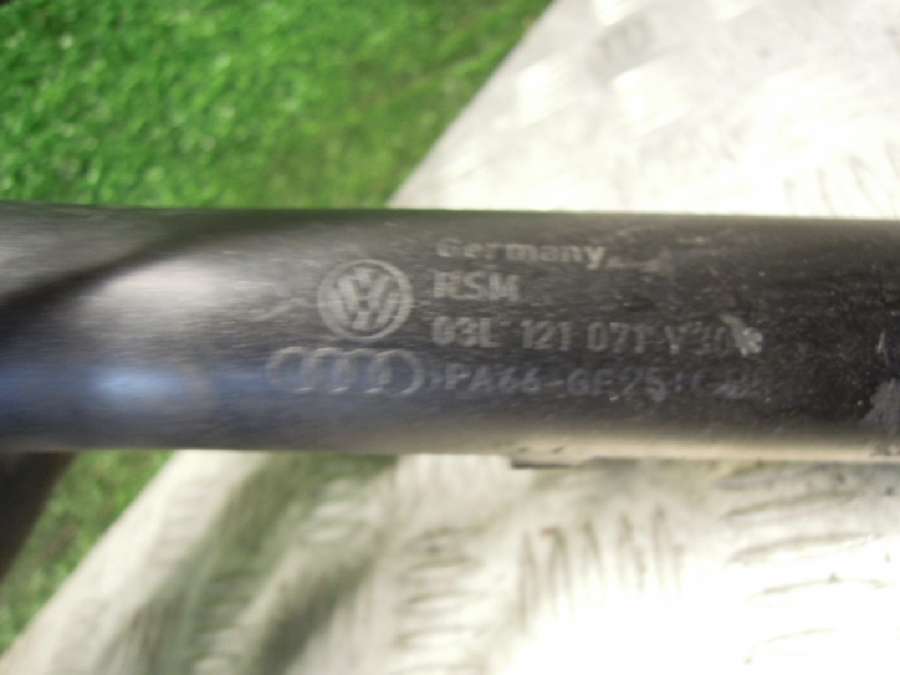 Germany
RSM
03L 121 071
PA66-GF25